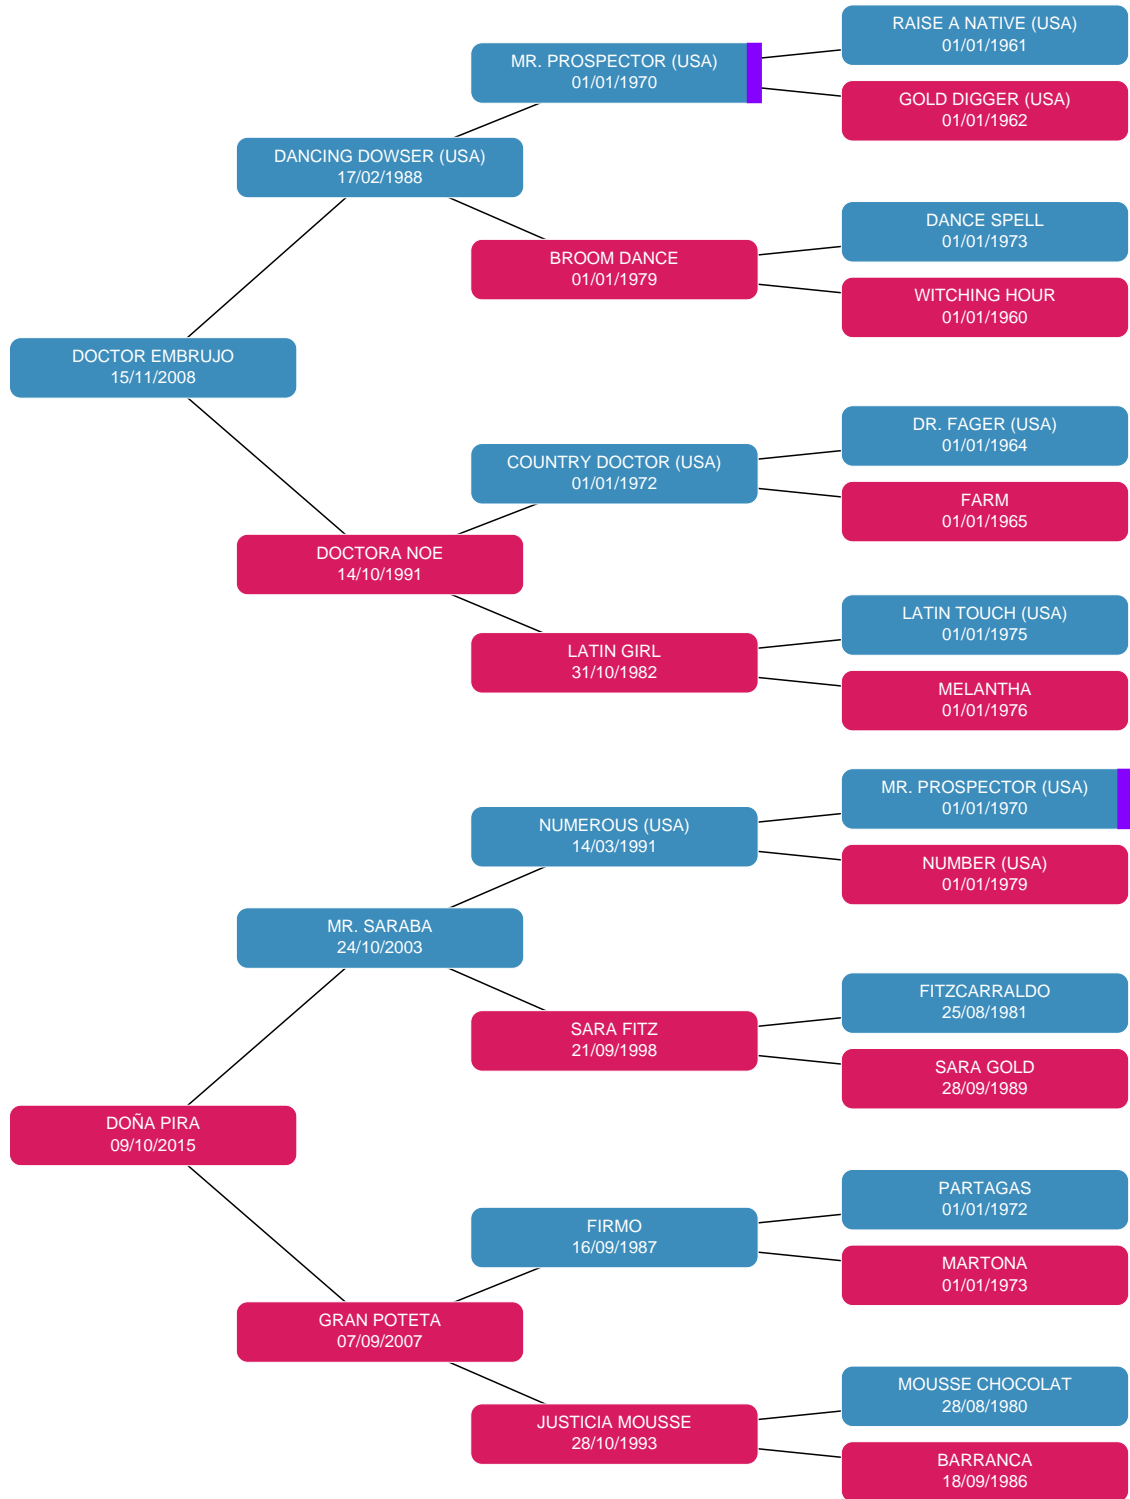 RAISE A NATIVE (USA)
01/01/1961
MR. PROSPECTOR (USA)
01/01/1970
GOLD DIGGER (USA)
01/01/1962
DANCING DOWSER (USA)
17/02/1988
DANCE SPELL
01/01/1973
BROOM DANCE
01/01/1979
WITCHING HOUR
01/01/1960
DOCTOR EMBRUJO
15/11/2008
DR. FAGER (USA)
01/01/1964
COUNTRY DOCTOR (USA)
01/01/1972
FARM
01/01/1965
DOCTORA NOE
14/10/1991
LATIN TOUCH (USA)
01/01/1975
LATIN GIRL
31/10/1982
MELANTHA
01/01/1976
MR. PROSPECTOR (USA)
01/01/1970
NUMEROUS (USA)
14/03/1991
NUMBER (USA)
01/01/1979
MR. SARABA
24/10/2003
FITZCARRALDO
25/08/1981
SARA FITZ
21/09/1998
SARA GOLD
28/09/1989
DOÑA PIRA
09/10/2015
PARTAGAS
01/01/1972
FIRMO
16/09/1987
MARTONA
01/01/1973
GRAN POTETA
07/09/2007
MOUSSE CHOCOLAT
28/08/1980
JUSTICIA MOUSSE
28/10/1993
BARRANCA
18/09/1986